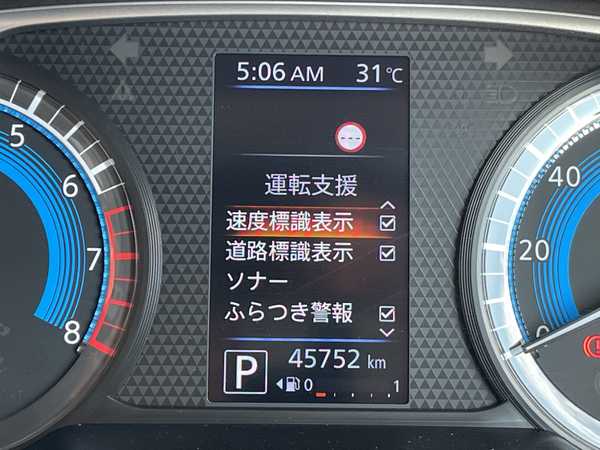 5:06 AM 31℃
運転支援
速度標識表示
道路標識表示
ソナー
ふらつき警報
P 45752 km
0 1
5
6
7
8
40
20
0